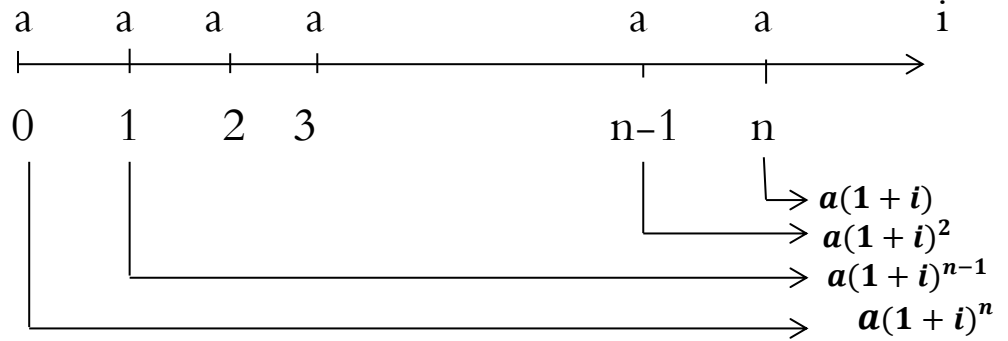 a a a a a a i
0 1 2 3 n-1 n
a(1 + i)
a(1 + i)²
a(1 + i)ⁿ⁻¹
a(1 + i)ⁿ